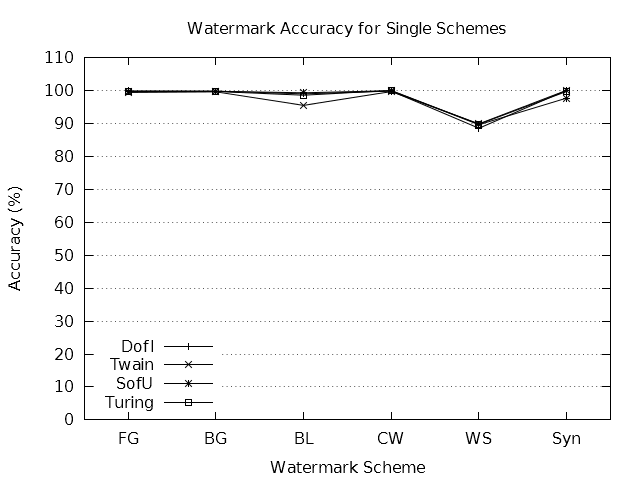 Watermark Accuracy for Single Schemes
110
100
90
80
70
60
50
40
30
20
10
0
Accuracy (%)
DofI
Twain
SofU
Turing
FG BG BL CW WS Syn
Watermark Scheme